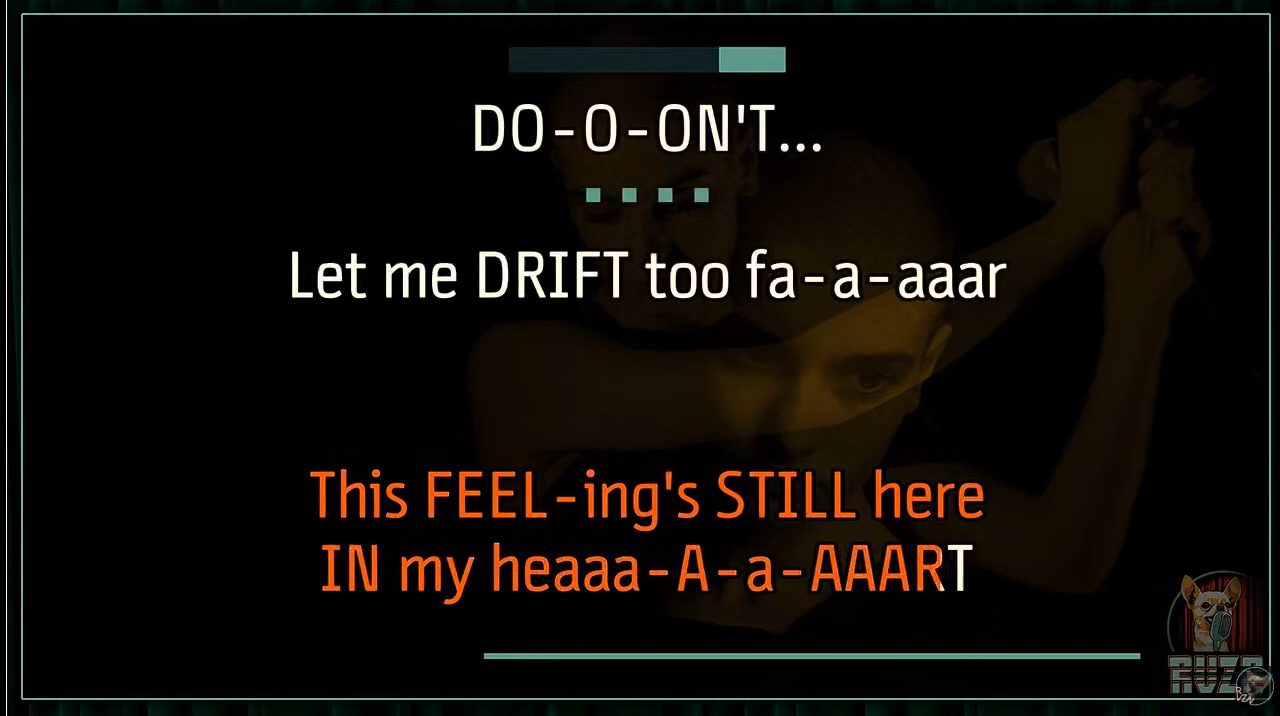 DO-O-ON'T...
Let me DRIFT too fa-a-aaar
This FEEL-ing's STILL here
IN my heaaa-A-a-AAART